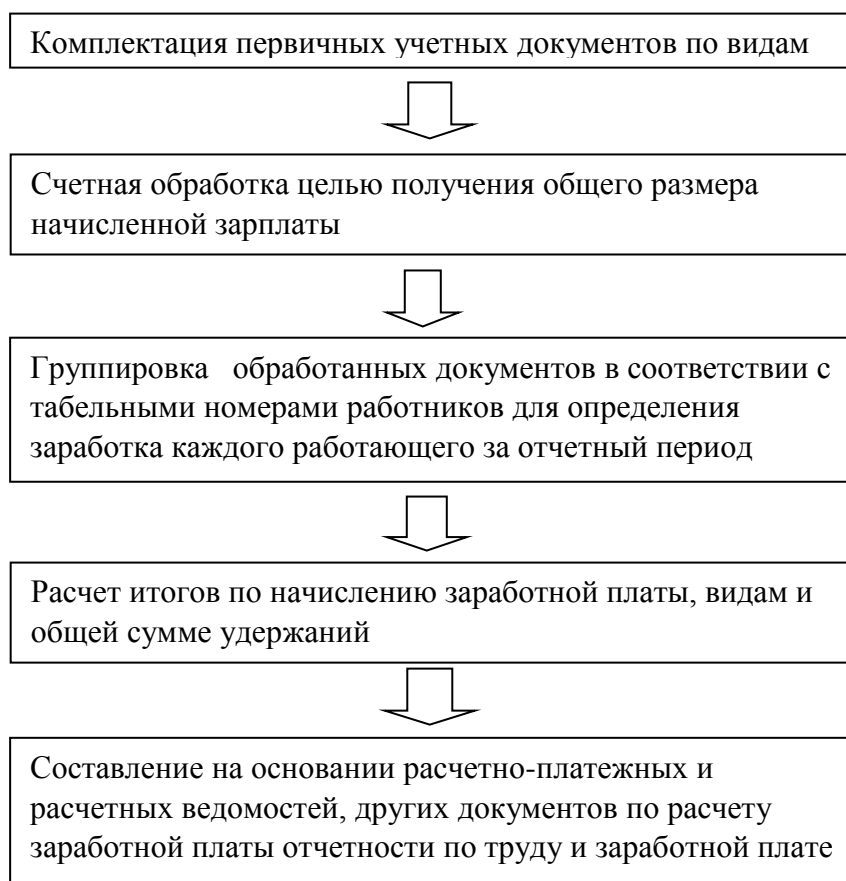 Комплектация первичных учетных документов по видам
Счетная обработка целью получения общего размера
начисленной зарплаты
Группировка обработанных документов в соответствии с
табельными номерами работников для определения
заработка каждого работающего за отчетный период
Расчет итогов по начислению заработной платы, видам и
общей сумме удержаний
Составление на основании расчетно-платежных и
расчетных ведомостей, других документов по расчету
заработной платы отчетности по труду и заработной плате